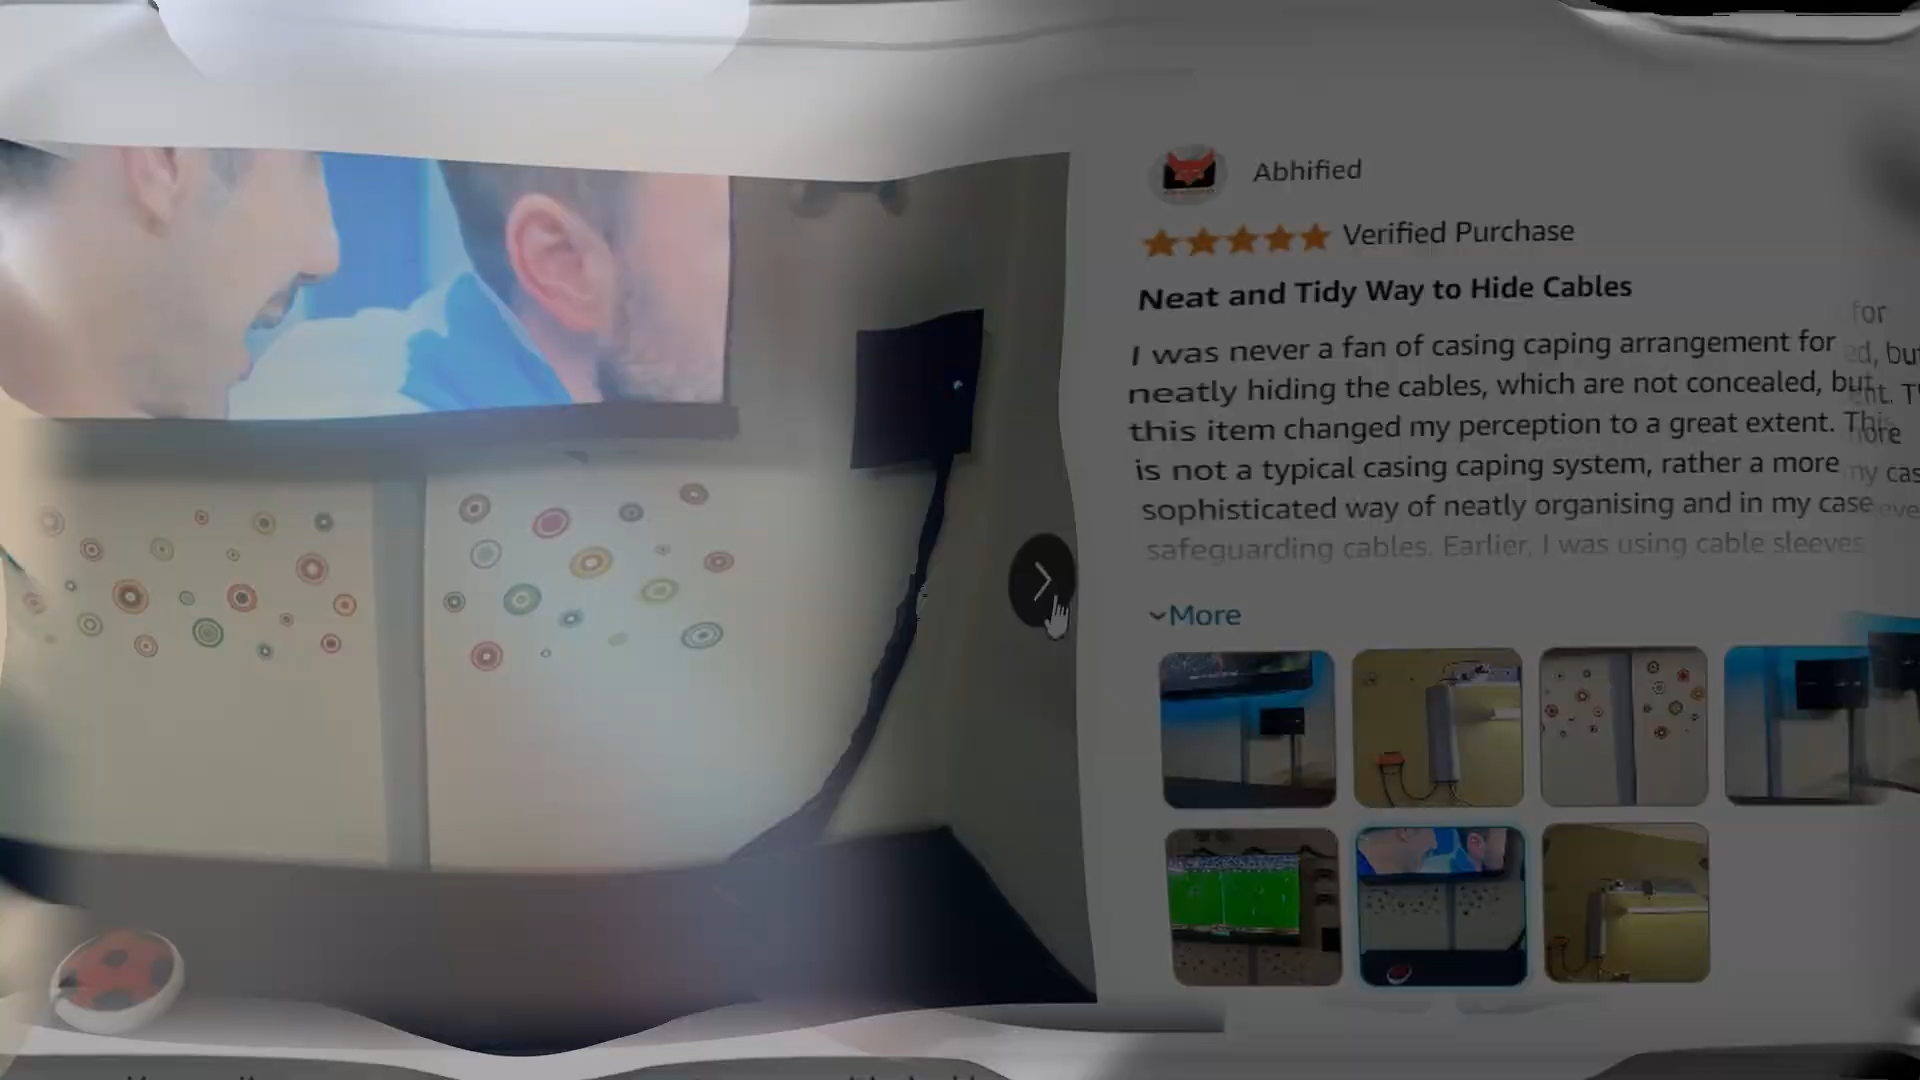 Abhified
Verified Purchase
Neat and Tidy Way to Hide Cables
I was never a fan of casing caping arrangement for
neatly hiding the cables, which are not concealed, but
this item changed my perception to a great extent. This
is not a typical casing caping system, rather a more
sophisticated way of neatly organising and in my case
safeguarding cables. Earlier, I was using cable sleeves
More